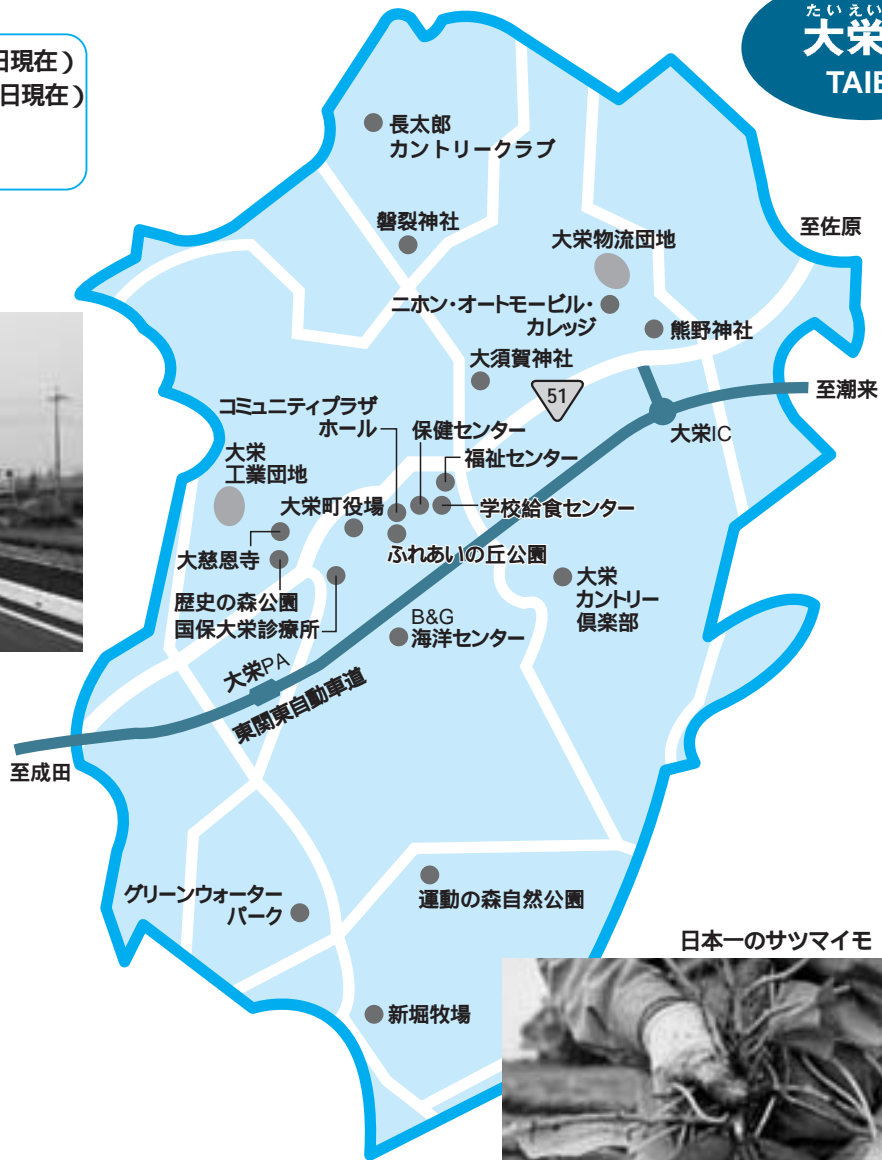 たいえい
大栄
TAIE
日現在）
日現在）
長太郎
カントリークラブ
磐裂神社
至佐原
大栄物流団地
ニホン・オートモービル・
カレッジ
熊野神社
大須賀神社
51
至潮来
大栄IC
コミュニティプラザ
ホール
保健センター
福祉センター
大栄
工業団地
大栄町役場
学校給食センター
大慈恩寺
ふれあいの丘公園
歴史の森公園
国保大栄診療所
大栄
カントリー
倶楽部
B&G
海洋センター
大栄PA
東関東自動車道
至成田
グリーンウォーター
パーク
運動の森自然公園
日本一のサツマイモ
新堀牧場